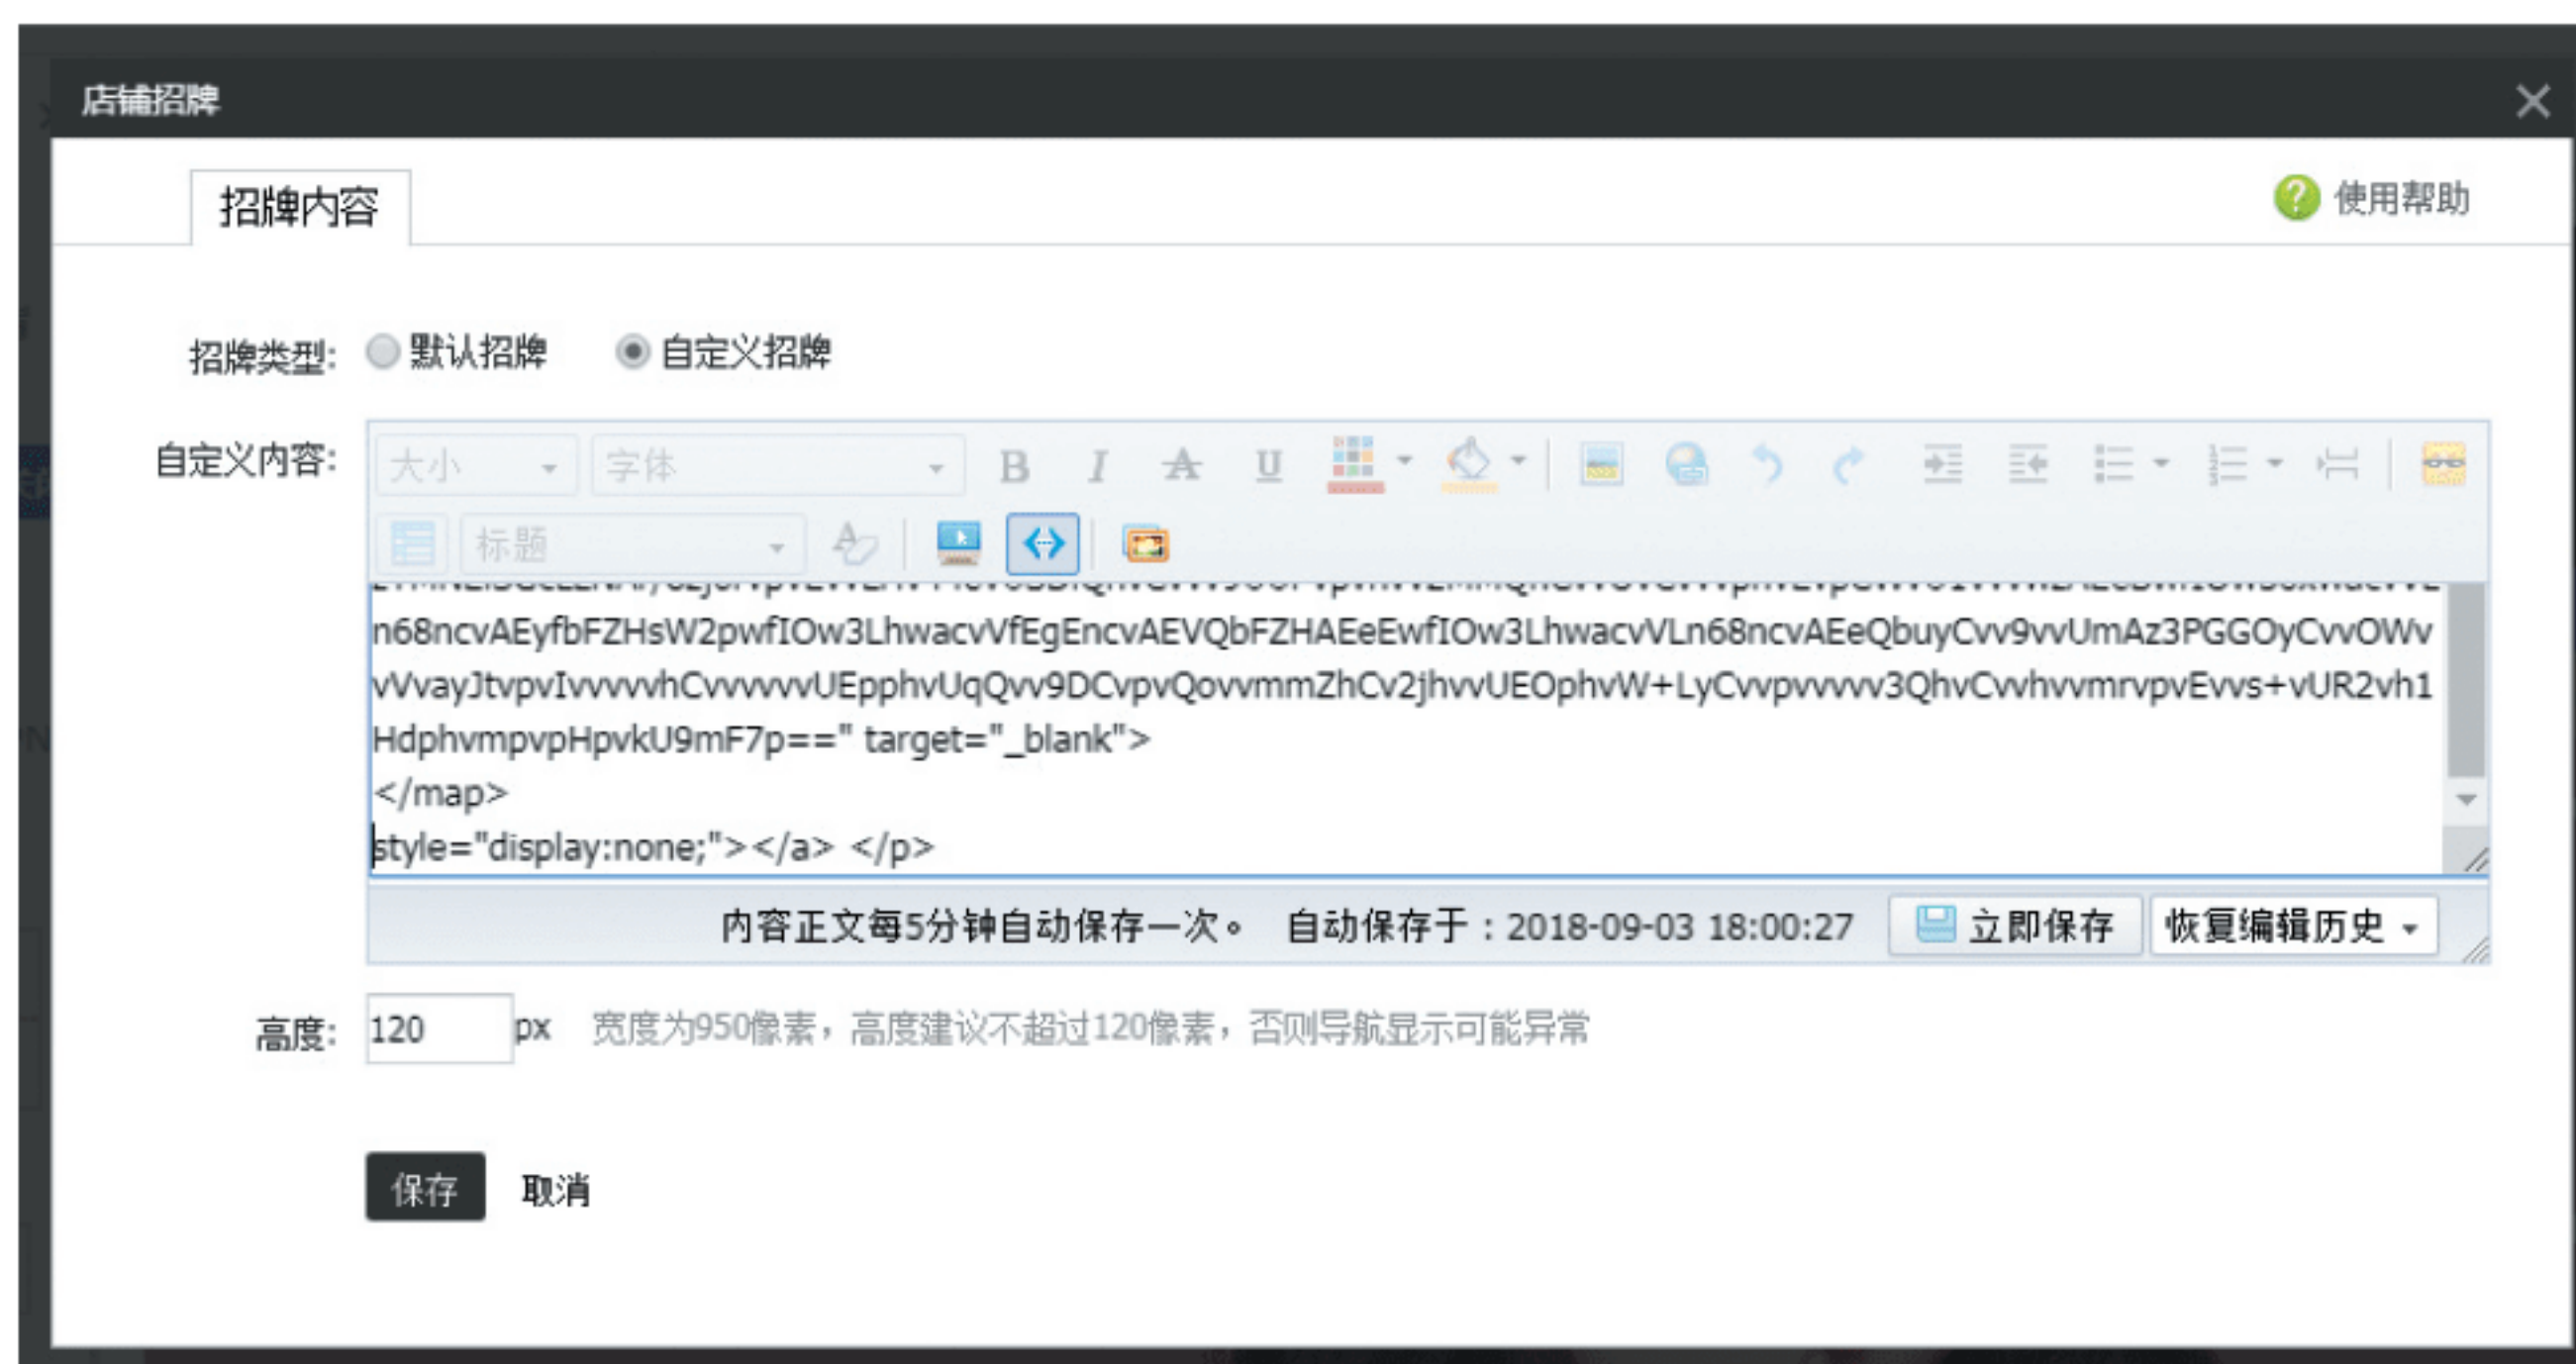 店铺招牌
招牌内容
使用帮助
招牌类型: 默认招牌 自定义招牌
自定义内容:
大小 字体 B I A U
标题
n68ncvAEyfbFZHsW2pwfIOw3LhwacvVfEgEncvAEVQbFZHAEeEwfIOw3LhwacvVLn68ncvAEeQbuyCvv9vvUmAz3PGGOyCvvOWv
vVvayJtvpvIvvvvvhCvvvvvvUEpphvUqQvv9DCvpvQovvmmZhCv2jhvvUEOphvW+LyCvvpvvvvv3QhvCvvhvvmrvpvEvvs+vUR2vh1
HdphvmpvpHpvkU9mF7p==" target="_blank">
</map>
style="display:none;"></a> </p>
内容正文每5分钟自动保存一次。 自动保存于：2018-09-03 18:00:27 立即保存 恢复编辑历史
高度: 120 px 宽度为950像素，高度建议不超过120像素，否则导航显示可能异常
保存 取消